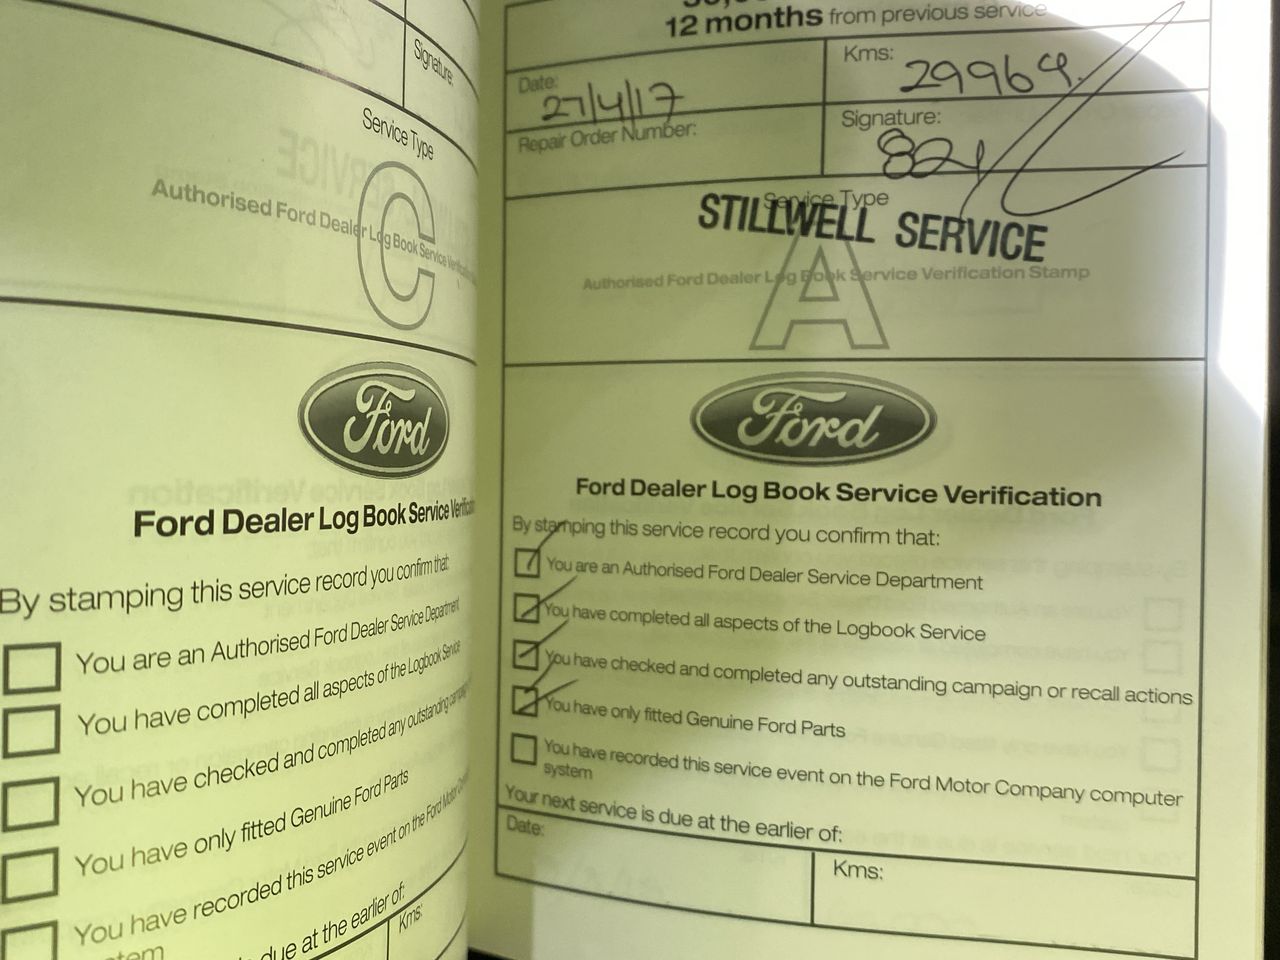 Signature:
Service Type
C
Authorised Ford Dealer Log Book Service
Ford
Ford Dealer Log Book Service
By stamping this service record you confirm that:
You are an Authorised Ford Dealer Service Department
You have completed all aspects of the Logbook Service
You have checked and completed any outstanding
You have only fitted Genuine Ford Parts
You have recorded this service event on the Ford Motor
due at the earlier of:
Kms:
12 months from previous service
Date:
27/4/17
Kms:
29964
Repair Order Number:
Signature:
821
Service Type
STILLWELL SERVICE
A
Authorised Ford Dealer Log Book Service Verification Stamp
Ford
Ford Dealer Log Book Service Verification
By stamping this service record you confirm that:
You are an Authorised Ford Dealer Service Department
You have completed all aspects of the Logbook Service
You have checked and completed any outstanding campaign or recall actions
You have only fitted Genuine Ford Parts
You have recorded this service event on the Ford Motor Company computer
system
Your next service is due at the earlier of:
Date:
Kms: